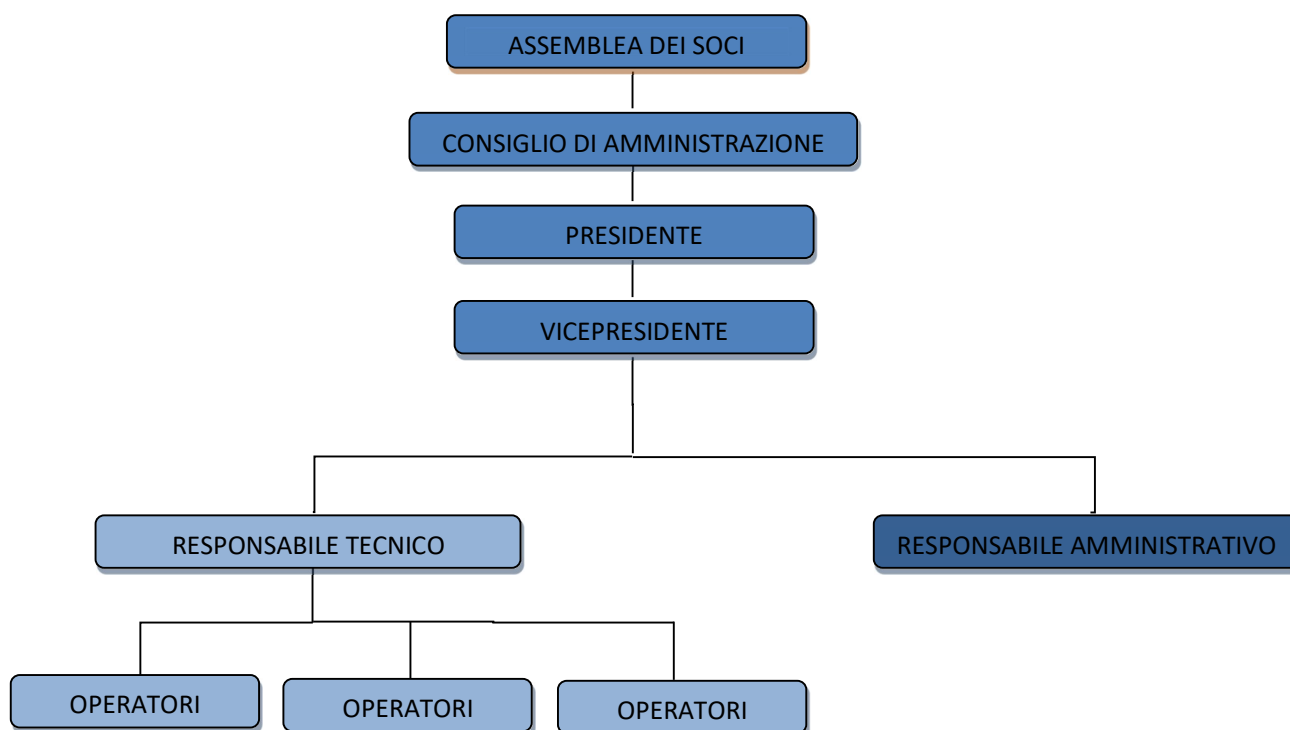 ASSEMBLEA DEI SOCI
CONSIGLIO DI AMMINISTRAZIONE
PRESIDENTE
VICEPRESIDENTE
RESPONSABILE TECNICO
RESPONSABILE AMMINISTRATIVO
OPERATORI
OPERATORI
OPERATORI